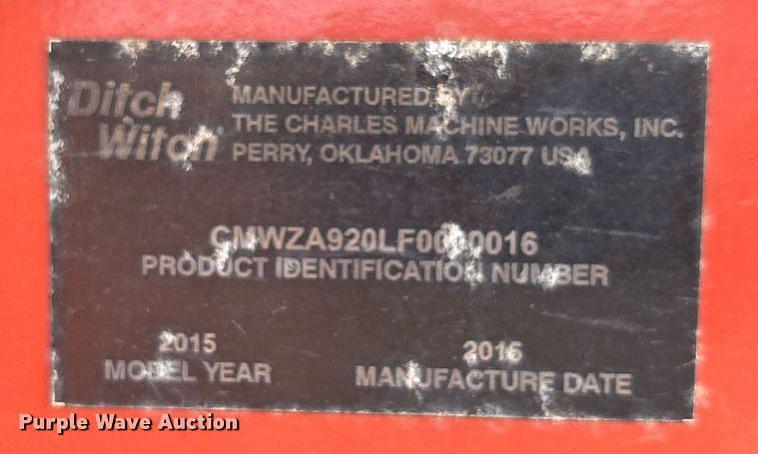 Ditch
Witch
MANUFACTURED BY
THE CHARLES MACHINE WORKS, INC.
PERRY, OKLAHOMA 73077 USA
CMWZA920LF0000016
PRODUCT IDENTIFICATION NUMBER
2015
MODEL YEAR
MANUFACTURE DATE
Purple Wave Auction